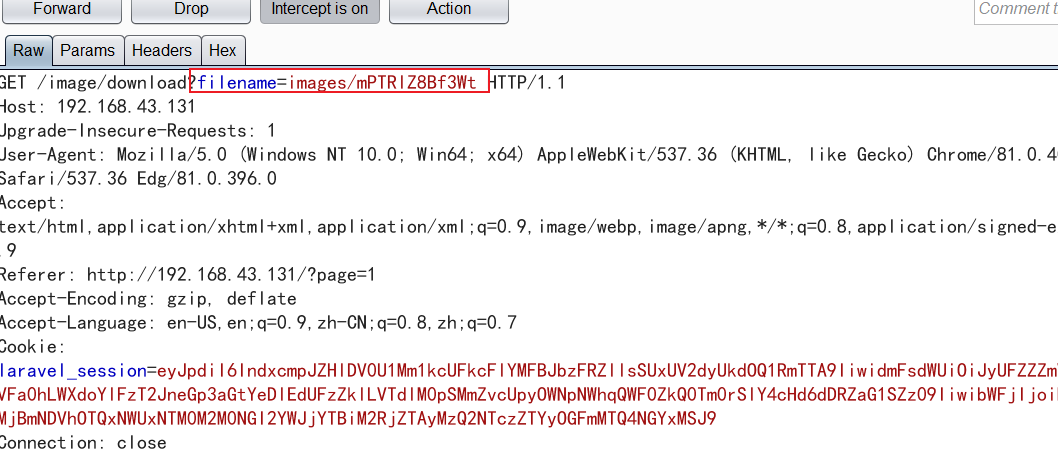 Forward Drop Intercept is on Action Comment t
Raw Params Headers Hex
GET /image/download?filename=images/mPTRlZ8Bf3Wt HTTP/1.1
Host: 192.168.43.131
Upgrade-Insecure-Requests: 1
User-Agent: Mozilla/5.0 (Windows NT 10.0; Win64; x64) AppleWebKit/537.36 (KHTML, like Gecko) Chrome/81.0.4
Safari/537.36 Edg/81.0.396.0
Accept:
text/html,application/xhtml+xml,application/xml;q=0.9,image/webp,image/apng,*/*;q=0.8,application/signed-e
.9
Referer: http://192.168.43.131/?page=1
Accept-Encoding: gzip, deflate
Accept-Language: en-US,en;q=0.9,zh-CN;q=0.8,zh;q=0.7
Cookie:
laravel_session=
Connection: close